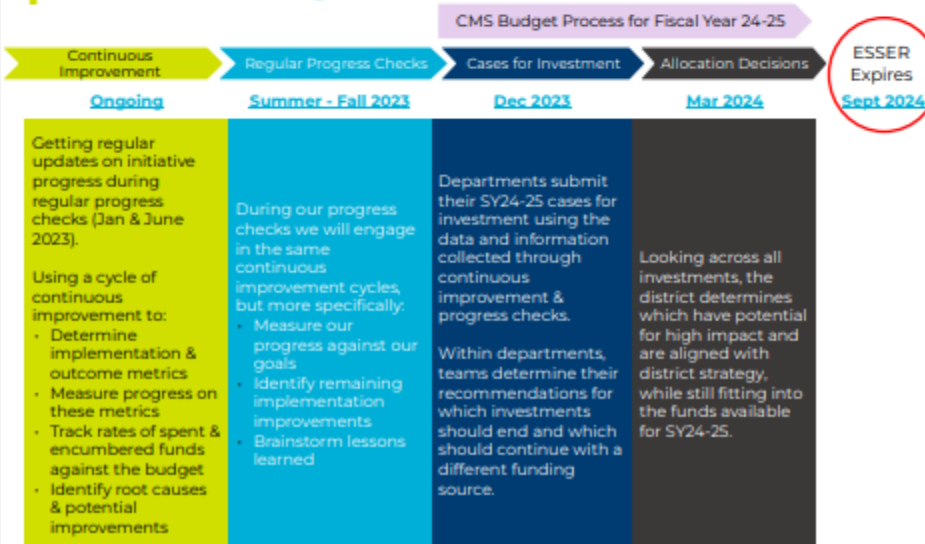 CMS Budget Process for Fiscal Year 24-25
Continuous
Improvement
Regular Progress Checks
Cases for Investment
Allocation Decisions
ESSER
Expires
Ongoing
Summer - Fall 2023
Dec 2023
Mar 2024
Sept 2024
Getting regular
updates on initiative
progress during
regular progress
checks (Jan & June
2023).
Using a cycle of
continuous
improvement to:
• Determine
implementation &
outcome metrics
• Measure progress on
these metrics
• Track rates of spent &
encumbered funds
against the budget
• Identify root causes
& potential
improvements
During our progress
checks we will engage
in the same
continuous
improvement cycles,
but more specifically:
• Measure our
progress against our
goals
• Identify remaining
implementation
improvements
• Brainstorm lessons
learned
Departments submit
their SY24-25 cases for
investment using the
data and information
collected through
continuous
improvement &
progress checks.
Within departments,
teams determine their
recommendations for
which investments
should end and which
should continue with a
different funding
source.
Looking across all
investments, the
district determines
which have potential
for high impact and
are aligned with
district strategy,
while still fitting into
the funds available
for SY24-25.